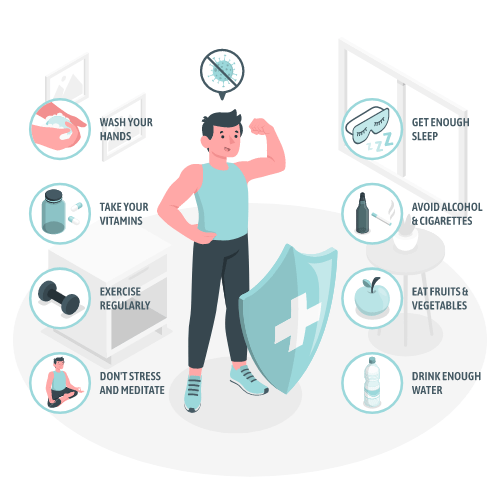 WASH YOUR
HANDS
TAKE YOUR
VITAMINS
EXERCISE
REGULARLY
DON'T STRESS
AND MEDITATE
GET ENOUGH
SLEEP
AVOID ALCOHOL
& CIGARETTES
EAT FRUITS &
VEGETABLES
DRINK ENOUGH
WATER
Z Z Z